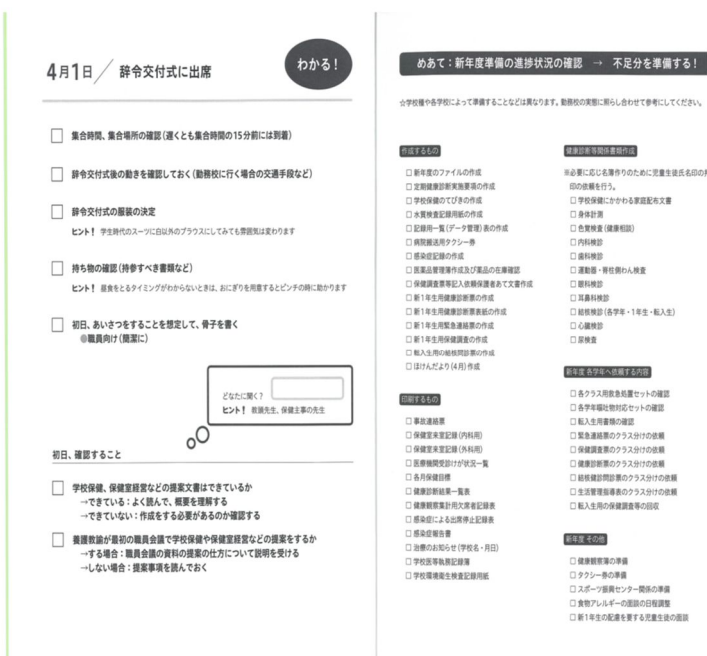 4月1日／辞令交付式に出席
わかる！
集合時間、集合場所の確認（遅くとも集合時間の15分前には到着）
辞令交付式後の動きを確認しておく（勤務校に行く場合の交通手段など）
辞令交付式の服装の決定
ヒント！ 学生時代のスーツに白以外のブラウスにしてみても雰囲気は変わります
持ち物の確認（持参すべき書類など）
ヒント！ 昼食をとるタイミングがわからないときは、おにぎりを用意するとピンチの時に助かります
初日、あいさつをすることを想定して、骨子を書く
●職員向け（簡潔に）
どなたに聞く？
ヒント！ 教頭先生、保健主事の先生
初日、確認すること
学校保健、保健室経営などの提案文書はできているか
→できている：よく読んで、概要を理解する
→できていない：作成をする必要があるのか確認する
養護教諭が最初の職員会議で学校保健や保健室経営などの提案をするか
→する場合：職員会議の資料の提案の仕方について説明を受ける
→しない場合：提案事項を読んでおく
めあて：新年度準備の進捗状況の確認 → 不足分を準備する！
☆学校種や各学校によって準備することなどは異なります。勤務校の実態に照らし合わせて参考にしてください。
作成するもの
□ 新年度のファイルの作成
□ 定期健康診断実施要項の作成
□ 学校保健のてびきの作成
□ 水質検査記録用紙の作成
□ 記録用一覧（データ管理）表の作成
□ 病院搬送用タクシー券
□ 感染症記録の作成
□ 医薬品管理簿作成及び薬品の在庫確認
□ 保健調査票等記入依頼保護者あて文書作成
□ 新1年生用健康診断票の作成
□ 新1年生用健康診断票表紙の作成
□ 新1年生用緊急連絡票の作成
□ 新1年生用保健調査の作成
□ 転入生用の結核問診票の作成
□ ほけんだより（4月）作成
印刷するもの
□ 事故連絡票
□ 保健室来室記録（内科用）
□ 保健室来室記録（外科用）
□ 医療機関受診けが状況一覧
□ 各月保健目標
□ 健康診断結果一覧表
□ 健康観察集計用欠席者記録表
□ 感染症による出席停止記録表
□ 感染症報告書
□ 治療のお知らせ（学校名・月日）
□ 学校医等執務記録簿
□ 学校環境衛生検査記録用紙
健康診断等関係書類作成
※必要に応じ名簿作りのために児童生徒氏名印の
印の依頼を行う。
□ 学校保健にかかわる家庭配布文書
□ 身体計測
□ 色覚検査（健康相談）
□ 内科検診
□ 歯科検診
□ 運動器・脊柱側わん検査
□ 眼科検診
□ 耳鼻科検診
□ 結核検診（各学年・1年生・転入生）
□ 心臓検診
□ 尿検査
新年度 各学年へ依頼する内容
□ 各クラス用救急処置セットの確認
□ 各学年嘔吐物対応セットの確認
□ 転入生用書類の確認
□ 緊急連絡票のクラス分けの依頼
□ 保健調査票のクラス分けの依頼
□ 健康診断票のクラス分けの依頼
□ 結核健診問診票のクラス分けの依頼
□ 生活管理指導表のクラス分けの依頼
□ 転入生用の保健調査等の回収
新年度 その他
□ 健康観察簿の準備
□ タクシー券の準備
□ スポーツ振興センター関係の準備
□ 食物アレルギーの面談の日程調整
□ 新1年生の配慮を要する児童生徒の面談